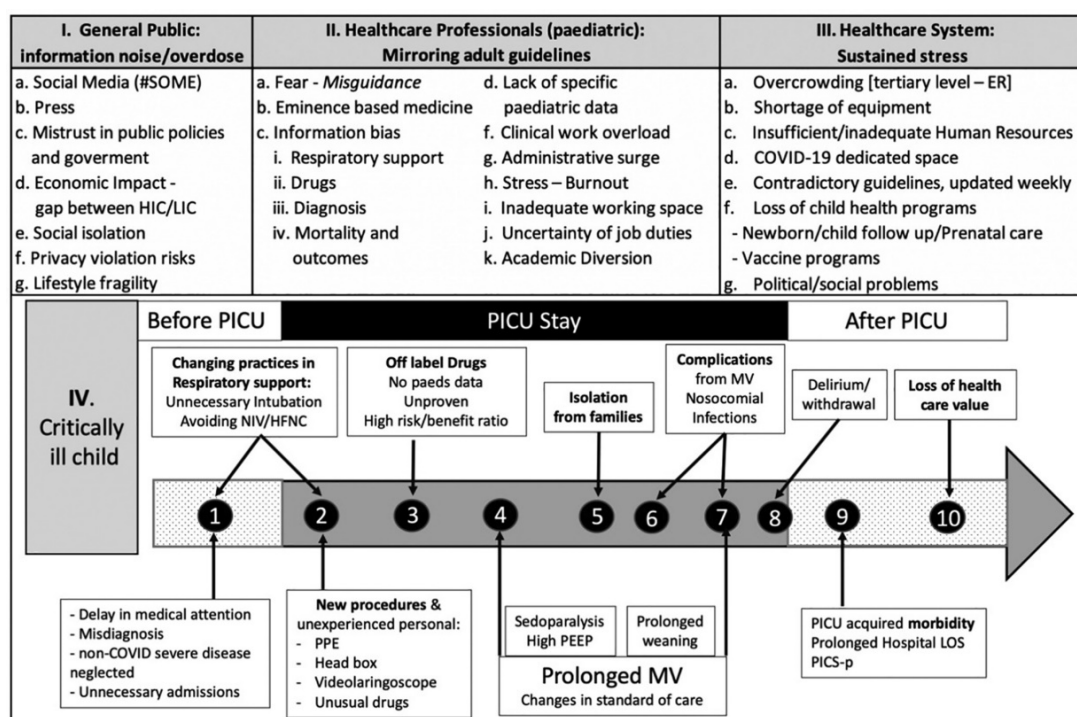 I. General Public:
information noise/overdose
a. Social Media (#SOME)
b. Press
c. Mistrust in public policies
and goverment
d. Economic Impact -
gap between HIC/LIC
e. Social isolation
f. Privacy violation risks
g. Lifestyle fragility
II. Healthcare Professionals (paediatric):
Mirroring adult guidelines
a. Fear - Misguidance
b. Eminence based medicine
c. Information bias
i. Respiratory support
ii. Drugs
iii. Diagnosis
iv. Mortality and
outcomes
d. Lack of specific
paediatric data
f. Clinical work overload
g. Administrative surge
h. Stress – Burnout
i. Inadequate working space
j. Uncertainty of job duties
k. Academic Diversion
III. Healthcare System:
Sustained stress
a. Overcrowding [tertiary level – ER]
b. Shortage of equipment
c. Insufficient/inadequate Human Resources
d. COVID-19 dedicated space
e. Contradictory guidelines, updated weekly
f. Loss of child health programs
- Newborn/child follow up/Prenatal care
- Vaccine programs
g. Political/social problems
IV.
Critically
ill child
Before PICU
PICU Stay
After PICU
Changing practices in
Respiratory support:
Unnecessary Intubation
Avoiding NIV/HFNC
Off label Drugs
No paeds data
Unproven
High risk/benefit ratio
Isolation
from families
Complications
from MV
Nosocomial
Infections
Delirium/
withdrawal
Loss of health
care value
1
2
3
4
5
6
7
8
9
10
- Delay in medical attention
- Misdiagnosis
- non-COVID severe disease
neglected
- Unnecessary admissions
New procedures &
unexperienced personal:
- PPE
- Head box
- Videolaringoscope
- Unusual drugs
Sedoparalysis
High PEEP
Prolonged
weaning
Prolonged MV
Changes in standard of care
PICU acquired morbidity
Prolonged Hospital LOS
PICS-p